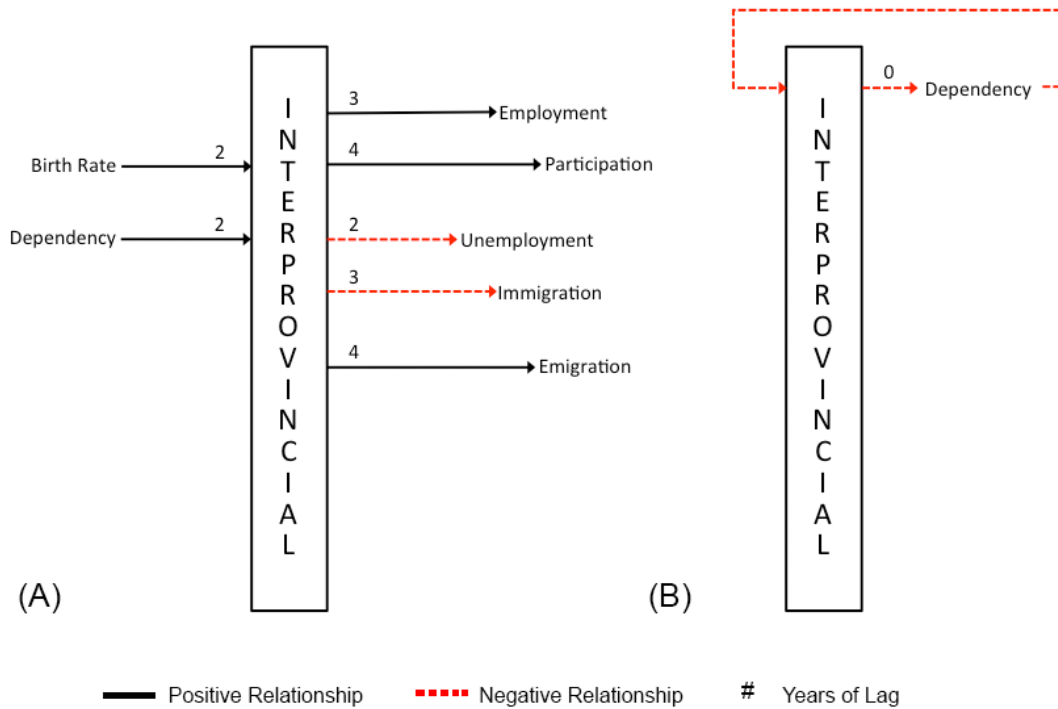 3
Employment
Birth Rate
2
4
Participation
Dependency
2
2
Unemployment
3
Immigration
4
Emigration
INTERPROVINCIAL
(A)
0
Dependency
INTERPROVINCIAL
(B)
Positive Relationship
Negative Relationship
# Years of Lag